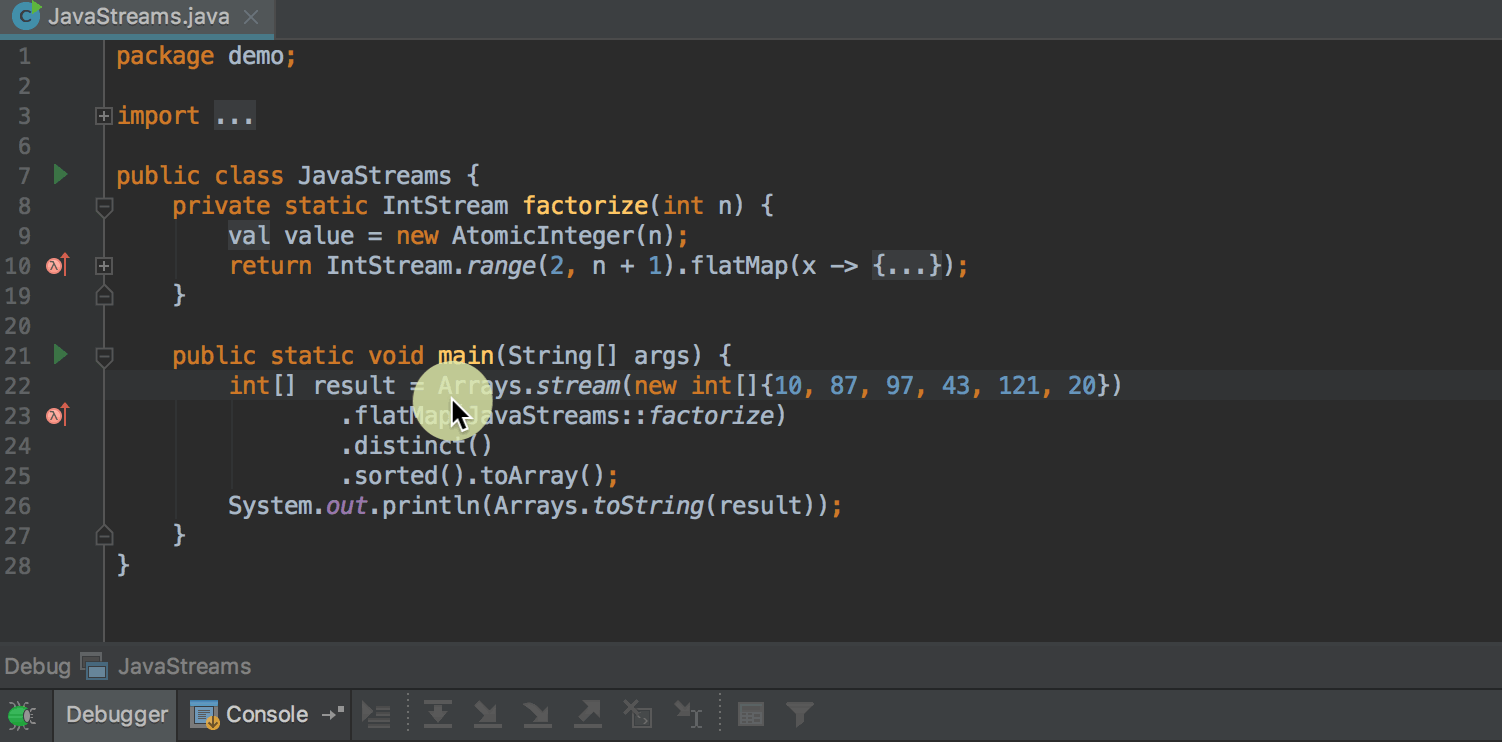 JavaStreams.java
1 package demo;
2
3 import ...
6
7 public class JavaStreams {
8 private static IntStream factorize(int n) {
9 val value = new AtomicInteger(n);
10 return IntStream.range(2, n + 1).flatMap(x -> {...});
19 }
20
21 public static void main(String[] args) {
22 int[] result = Arrays.stream(new int[]{10, 87, 97, 43, 121, 20})
23 .flatMap(JavaStreams::factorize)
24 .distinct()
25 .sorted().toArray();
26 System.out.println(Arrays.toString(result));
27 }
28 }
Debug JavaStreams
Debugger Console